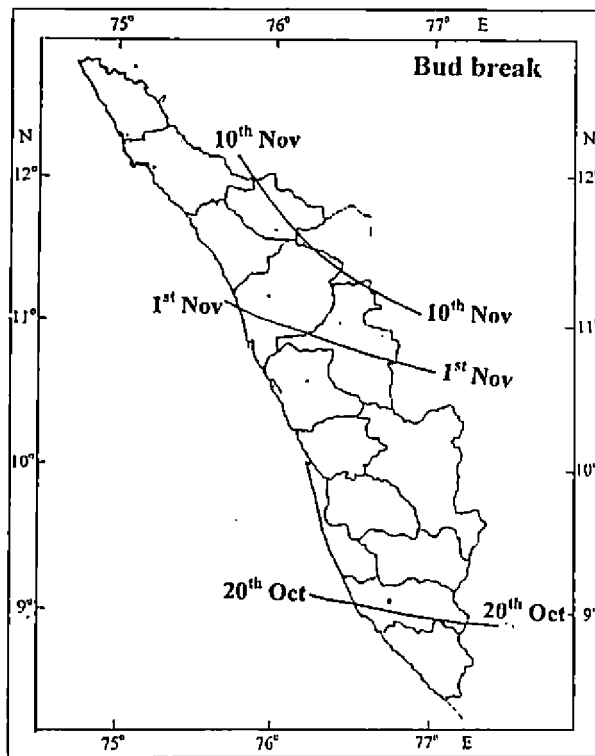 75° 76° 77° E
Bud break
N N
10th Nov
12° 12°
1st Nov
10th Nov
11° 11°
1st Nov
10° 10°
20th Oct
20th Oct
9° 9°
75° 76° E 77°